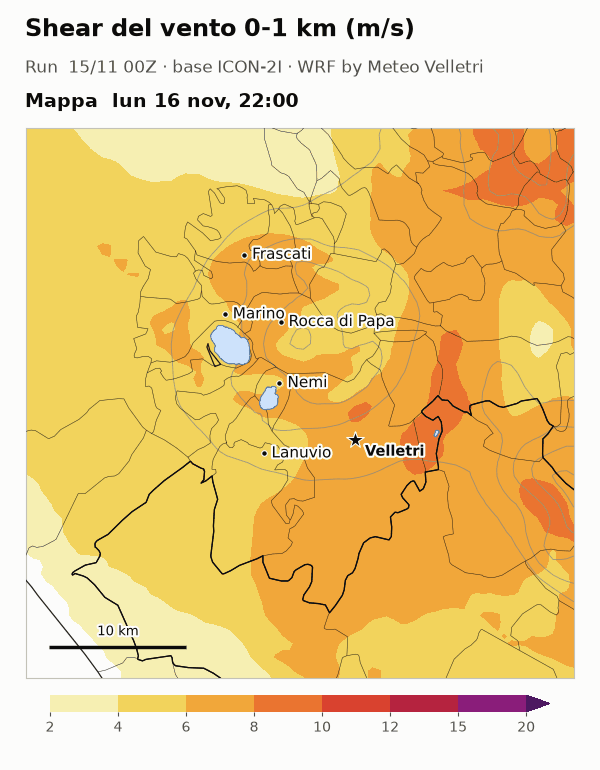 Shear del vento 0-1 km (m/s)
Run  15/11 00Z · base ICON-2I · WRF by Meteo Velletri
Mappa  lun 16 nov, 22:00
Frascati
Marino
Rocca di Papa
Nemi
Velletri
Lanuvio
10 km
2 4 6 8 10 12 15 20